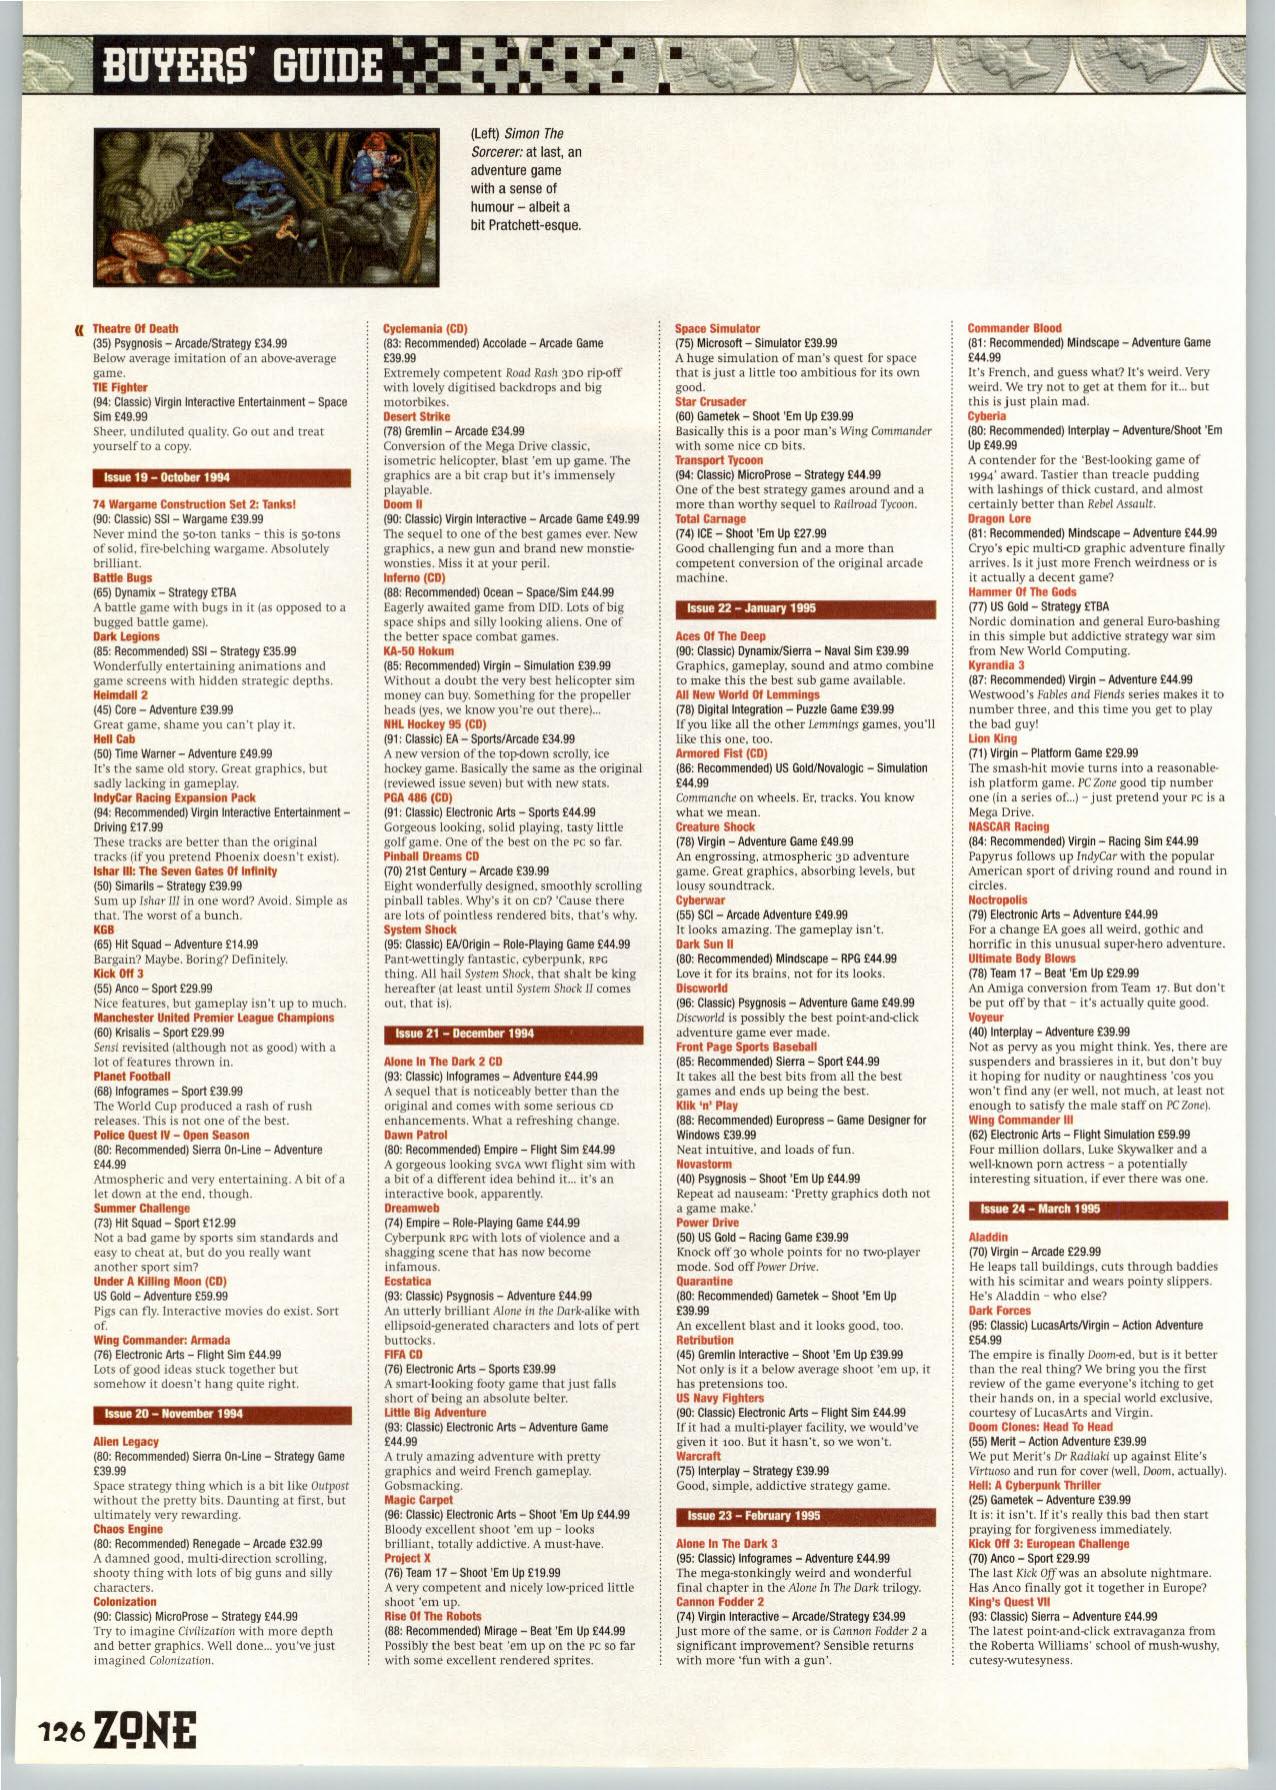 BUYERS' GUIDE
(Left) Simon The
Sorcerer: at last, an
adventure game
with a sense of
humour – albeit a
bit Pratchett-esque.
« Theatre Of Death
(35) Psygnosis – Arcade/Strategy £34.99
Below average imitation of an above-average
game.
TIE Fighter
(94: Classic) Virgin Interactive Entertainment – Space
Sim £49.99
Sheer, undiluted quality. Go out and treat
yourself to a copy.
Issue 19 – October 1994
74 Wargame Construction Set 2: Tanks!
(90: Classic) SSI – Wargame £39.99
Never mind the 50-ton tanks – this is 50-tons
of solid, fire-belching wargame. Absolutely
brilliant.
Battle Bugs
(65) Dynamix – Strategy £TBA
A battle game with bugs in it (as opposed to a
bugged battle game).
Dark Legions
(85: Recommended) SSI – Strategy £35.99
Wonderfully entertaining animations and
game screens with hidden strategic depths.
Heimdall 2
(45) Core – Adventure £39.99
Great game, shame you can't play it.
Hell Cab
(50) Time Warner – Adventure £49.99
It's the same old story. Great graphics, but
sadly lacking in gameplay.
IndyCar Racing Expansion Pack
(94: Recommended) Virgin Interactive Entertainment –
Driving £17.99
These tracks are better than the original
tracks (if you pretend Phoenix doesn't exist).
Ishar III: The Seven Gates Of Infinity
(50) Simarils – Strategy £39.99
Sum up Ishar III in one word? Avoid. Simple as
that. The worst of a bunch.
KGB
(65) Hit Squad – Adventure £14.99
Bargain? Maybe. Boring? Definitely.
Kick Off 3
(55) Anco – Sport £29.99
Nice features, but gameplay isn't up to much.
Manchester United Premier League Champions
(60) Krisalis – Sport £29.99
Sensi revisited (although not as good) with a
lot of features thrown in.
Planet Football
(68) Infogrames – Sport £39.99
The World Cup produced a rash of rush
releases. This is not one of the best.
Police Quest IV – Open Season
(80: Recommended) Sierra On-Line – Adventure
£44.99
Atmospheric and very entertaining. A bit of a
let down at the end, though.
Summer Challenge
(73) Hit Squad – Sport £12.99
Not a bad game by sports sim standards and
easy to cheat at, but do you really want
another sport sim?
Under A Killing Moon (CD)
US Gold – Adventure £59.99
Pigs can fly. Interactive movies do exist. Sort
of.
Wing Commander: Armada
(76) Electronic Arts – Flight Sim £44.99
Lots of good ideas stuck together but
somehow it doesn't hang quite right.
Issue 20 – November 1994
Alien Legacy
(80: Recommended) Sierra On-Line – Strategy Game
£39.99
Space strategy thing which is a bit like Outpost
without the pretty bits. Daunting at first, but
ultimately very rewarding.
Chaos Engine
(80: Recommended) Renegade – Arcade £32.99
A damned good, multi-direction scrolling,
shooty thing with lots of big guns and silly
characters.
Colonization
(90: Classic) MicroProse – Strategy £44.99
Try to imagine Civilization with more depth
and better graphics. Well done... you've just
imagined Colonization.
Cyclemania (CD)
(83: Recommended) Accolade – Arcade Game
£39.99
Extremely competent Road Rash 3DO rip-off
with lovely digitised backdrops and big
motorbikes.
Desert Strike
(78) Gremlin – Arcade £34.99
Conversion of the Mega Drive classic,
isometric helicopter, blast 'em up game. The
graphics are a bit crap but it's immensely
playable.
Doom II
(90: Classic) Virgin Interactive – Arcade Game £49.99
The sequel to one of the best games ever. New
graphics, a new gun and brand new monstie-
wonsties. Miss it at your peril.
Inferno (CD)
(88: Recommended) Ocean – Space/Sim £44.99
Eagerly awaited game from DID. Lots of big
space ships and silly looking aliens. One of
the better space combat games.
KA-50 Hokum
(85: Recommended) Virgin – Simulation £39.99
Without a doubt the very best helicopter sim
money can buy. Something for the propeller
heads (yes, we know you're out there)...
NHL Hockey 95 (CD)
(91: Classic) EA – Sports/Arcade £34.99
A new version of the top-down scrolly, ice
hockey game. Basically the same as the original
(reviewed issue seven) but with new stats.
PGA 486 (CD)
(91: Classic) Electronic Arts – Sports £44.99
Gorgeous looking, solid playing, tasty little
golf game. One of the best on the PC so far.
Pinball Dreams CD
(70) 21st Century – Arcade £39.99
Eight wonderfully designed, smoothly scrolling
pinball tables. Why's it on CD? 'Cause there
are lots of pointless rendered bits, that's why.
System Shock
(95: Classic) EA/Origin – Role-Playing Game £44.99
Pant-wettingly fantastic, cyberpunk, RPG
thing. All hail System Shock, that shalt be king
hereafter (at least until System Shock II comes
out, that is).
Issue 21 – December 1994
Alone In The Dark 2 CD
(93: Classic) Infogrames – Adventure £44.99
A sequel that is noticeably better than the
original and comes with some serious CD
enhancements. What a refreshing change.
Dawn Patrol
(80: Recommended) Empire – Flight Sim £44.99
A gorgeous looking SVGA WWI flight sim with
a bit of a different idea behind it... it's an
interactive book, apparently.
Dreamweb
(74) Empire – Role-Playing Game £44.99
Cyberpunk RPG with lots of violence and a
shagging scene that has now become
infamous.
Ecstatica
(93: Classic) Psygnosis – Adventure £44.99
An utterly brilliant Alone in the Dark-alike with
ellipsoid-generated characters and lots of pert
buttocks.
FIFA CD
(76) Electronic Arts – Sports £39.99
A smart-looking footy game that just falls
short of being an absolute belter.
Little Big Adventure
(93: Classic) Electronic Arts – Adventure Game
£44.99
A truly amazing adventure with pretty
graphics and weird French gameplay.
Gobsmacking.
Magic Carpet
(96: Classic) Electronic Arts – Shoot 'Em Up £44.99
Bloody excellent shoot 'em up – looks
brilliant, totally addictive. A must-have.
Project X
(76) Team 17 – Shoot 'Em Up £19.99
A very competent and nicely low-priced little
shoot 'em up.
Rise Of The Robots
(88: Recommended) Mirage – Beat 'Em Up £44.99
Possibly the best beat 'em up on the PC so far
with some excellent rendered sprites.
Space Simulator
(75) Microsoft – Simulator £39.99
A huge simulation of man's quest for space
that is just a little too ambitious for its own
good.
Star Crusader
(60) Gametek – Shoot 'Em Up £39.99
Basically this is a poor man's Wing Commander
with some nice CD bits.
Transport Tycoon
(94: Classic) MicroProse – Strategy £44.99
One of the best strategy games around and a
more than worthy sequel to Railroad Tycoon.
Total Carnage
(74) ICE – Shoot 'Em Up £27.99
Good challenging fun and a more than
competent conversion of the original arcade
machine.
Issue 22 – January 1995
Aces Of The Deep
(90: Classic) Dynamix/Sierra – Naval Sim £39.99
Graphics, gameplay, sound and atmo combine
to make this the best sub game available.
All New World Of Lemmings
(78) Digital Integration – Puzzle Game £39.99
If you like all the other Lemmings games, you'll
like this one, too.
Armored Fist (CD)
(86: Recommended) US Gold/Novalogic – Simulation
£44.99
Commanche on wheels. Er, tracks. You know
what we mean.
Creature Shock
(78) Virgin – Adventure Game £49.99
An engrossing, atmospheric 3D adventure
game. Great graphics, absorbing levels, but
lousy soundtrack.
Cyberwar
(55) SCI – Arcade Adventure £49.99
It looks amazing. The gameplay isn't.
Dark Sun II
(80: Recommended) Mindscape – RPG £44.99
Love it for its brains, not for its looks.
Discworld
(96: Classic) Psygnosis – Adventure Game £49.99
Discworld is possibly the best point-and-click
adventure game ever made.
Front Page Sports Baseball
(85: Recommended) Sierra – Sport £44.99
It takes all the best bits from all the best
games and ends up being the best.
Klik 'n' Play
(88: Recommended) Europress – Game Designer for
Windows £39.99
Neat intuitive, and loads of fun.
Novastorm
(40) Psygnosis – Shoot 'Em Up £44.99
Repeat ad nauseam: 'Pretty graphics doth not
a game make.'
Power Drive
(50) US Gold – Racing Game £39.99
Knock off 30 whole points for no two-player
mode. Sod off Power Drive.
Quarantine
(80: Recommended) Gametek – Shoot 'Em Up
£39.99
An excellent blast and it looks good, too.
Retribution
(45) Gremlin Interactive – Shoot 'Em Up £39.99
Not only is it a below average shoot 'em up, it
has pretensions too.
US Navy Fighters
(90: Classic) Electronic Arts – Flight Sim £44.99
If it had a multi-player facility, we would've
given it 100. But it hasn't, so we won't.
Warcraft
(75) Interplay – Strategy £39.99
Good, simple, addictive strategy game.
Issue 23 – February 1995
Alone In The Dark 3
(95: Classic) Infogrames – Adventure £44.99
The mega-stonkingly weird and wonderful
final chapter in the Alone In The Dark trilogy.
Cannon Fodder 2
(74) Virgin Interactive – Arcade/Strategy £34.99
Just more of the same, or is Cannon Fodder 2 a
significant improvement? Sensible returns
with more 'fun with a gun'.
Commander Blood
(81: Recommended) Mindscape – Adventure Game
£44.99
It's French, and guess what? It's weird. Very
weird. We try not to get at them for it... but
this is just plain mad.
Cyberia
(80: Recommended) Interplay – Adventure/Shoot 'Em
Up £49.99
A contender for the 'Best-looking game of
1994' award. Tastier than treacle pudding
with lashings of thick custard, and almost
certainly better than Rebel Assault.
Dragon Lore
(81: Recommended) Mindscape – Adventure £44.99
Cryo's epic multi-CD graphic adventure finally
arrives. Is it just more French weirdness or is
it actually a decent game?
Hammer Of The Gods
(77) US Gold – Strategy £TBA
Nordic domination and general Euro-bashing
in this simple but addictive strategy war sim
from New World Computing.
Kyrandia 3
(87: Recommended) Virgin – Adventure £44.99
Westwood's Fables and Fiends series makes it to
number three, and this time you get to play
the bad guy!
Lion King
(71) Virgin – Platform Game £29.99
The smash-hit movie turns into a reasonable-
ish platform game. PC Zone good tip number
one (in a series of...) – just pretend your PC is a
Mega Drive.
NASCAR Racing
(84: Recommended) Virgin – Racing Sim £44.99
Papyrus follows up IndyCar with the popular
American sport of driving round and round in
circles.
Noctropolis
(79) Electronic Arts – Adventure £44.99
For a change EA goes all weird, gothic and
horrific in this unusual super-hero adventure.
Ultimate Body Blows
(78) Team 17 – Beat 'Em Up £29.99
An Amiga conversion from Team 17. But don't
be put off by that – it's actually quite good.
Voyeur
(40) Interplay – Adventure £39.99
Not as pervy as you might think. Yes, there are
suspenders and brassieres in it, but don't buy
it hoping for nudity or naughtiness 'cos you
won't find any (er well, not much, at least not
enough to satisfy the male staff on PC Zone).
Wing Commander III
(62) Electronic Arts – Flight Simulation £59.99
Four million dollars, Luke Skywalker and a
well-known porn actress – a potentially
interesting situation, if ever there was one.
Issue 24 – March 1995
Aladdin
(70) Virgin – Arcade £29.99
He leaps tall buildings, cuts through baddies
with his scimitar and wears pointy slippers.
He's Aladdin – who else?
Dark Forces
(95: Classic) LucasArts/Virgin – Action Adventure
£54.99
The empire is finally Doom-ed, but is it better
than the real thing? We bring you the first
review of the game everyone's itching to get
their hands on, in a special world exclusive,
courtesy of LucasArts and Virgin.
Doom Clones: Head To Head
(55) Merit – Action Adventure £39.99
We put Merit's Dr Radiaki up against Elite's
Virtuoso and run for cover (well, Doom, actually).
Hell: A Cyberpunk Thriller
(25) Gametek – Adventure £39.99
It is: it isn't. If it's really this bad then start
praying for forgiveness immediately.
Kick Off 3: European Challenge
(70) Anco – Sport £29.99
The last Kick Off was an absolute nightmare.
Has Anco finally got it together in Europe?
King's Quest VII
(93: Classic) Sierra – Adventure £44.99
The latest point-and-click extravaganza from
the Roberta Williams' school of mush-wushy,
cutesy-wutesyness.
126 ZONE